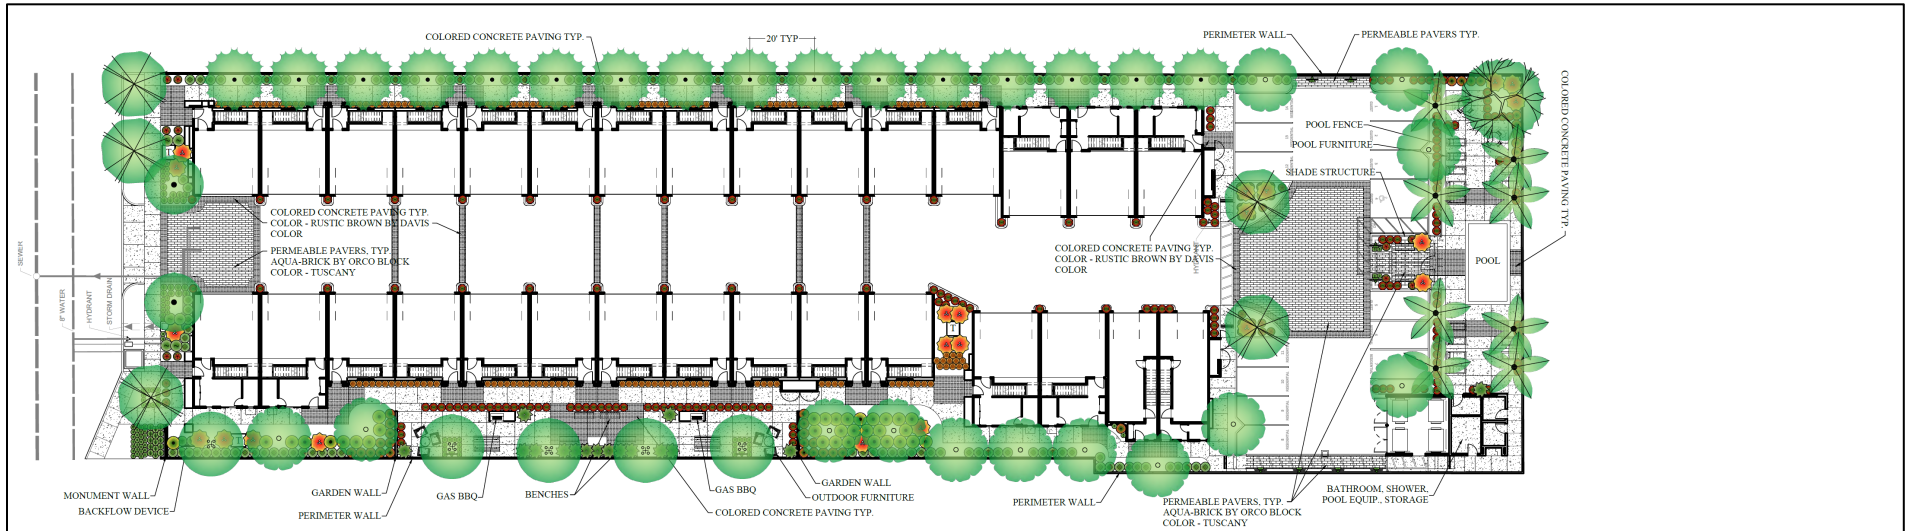 COLORED CONCRETE PAVING TYP.
20' TYP
PERIMETER WALL
PERMEABLE PAVERS TYP.
COLORED CONCRETE PAVING TYP.
POOL FENCE
POOL FURNITURE
SHADE STRUCTURE
COLORED CONCRETE PAVING TYP.
COLOR - RUSTIC BROWN BY DAVIS
COLOR
PERMEABLE PAVERS, TYP.
AQUA-BRICK BY ORCO BLOCK
COLOR - TUSCANY
COLORED CONCRETE PAVING TYP.
COLOR - RUSTIC BROWN BY DAVIS
COLOR
POOL
SEWER
8" WATER
HYDRANT
STORM DRAIN
MONUMENT WALL
BACKFLOW DEVICE
GARDEN WALL
PERIMETER WALL
GAS BBQ
BENCHES
GAS BBQ
GARDEN WALL
OUTDOOR FURNITURE
COLORED CONCRETE PAVING TYP.
PERIMETER WALL
PERMEABLE PAVERS, TYP.
AQUA-BRICK BY ORCO BLOCK
COLOR - TUSCANY
BATHROOM, SHOWER,
POOL EQUIP., STORAGE